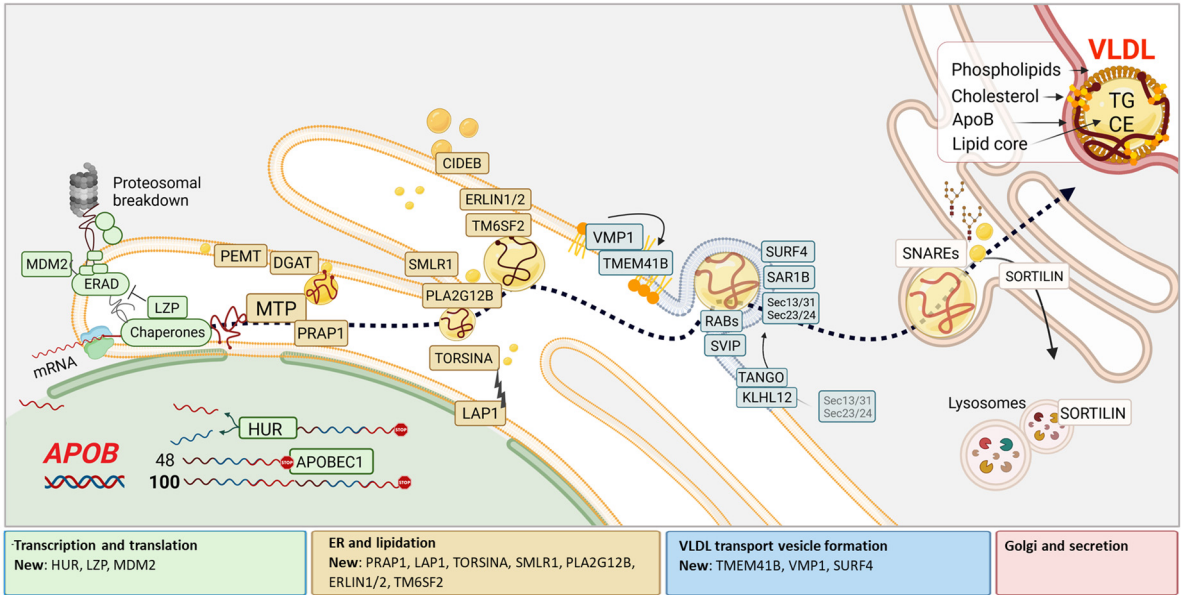 VLDL
Phospholipids
Cholesterol
ApoB
Lipid core
TG
CE
CIDEB
Proteosomal
breakdown
ERLIN1/2
TM6SF2
VMP1
TMEM41B
SURF4
SAR1B
Sec13/31
Sec23/24
SNAREs
SORTILIN
MDM2
ERAD
PEMT
DGAT
SMLR1
PLA2G12B
LZP
MTP
Chaperones
PRAP1
RABs
SVIP
mRNA
TORSINA
TANGO
KLHL12
Sec13/31
Sec23/24
LAP1
Lysosomes
SORTILIN
HUR
STOP
APOB
48
STOP
APOBEC1
100
STOP
·Transcription and translation
New: HUR, LZP, MDM2
ER and lipidation
New: PRAP1, LAP1, TORSINA, SMLR1, PLA2G12B,
ERLIN1/2, TM6SF2
VLDL transport vesicle formation
New: TMEM41B, VMP1, SURF4
Golgi and secretion